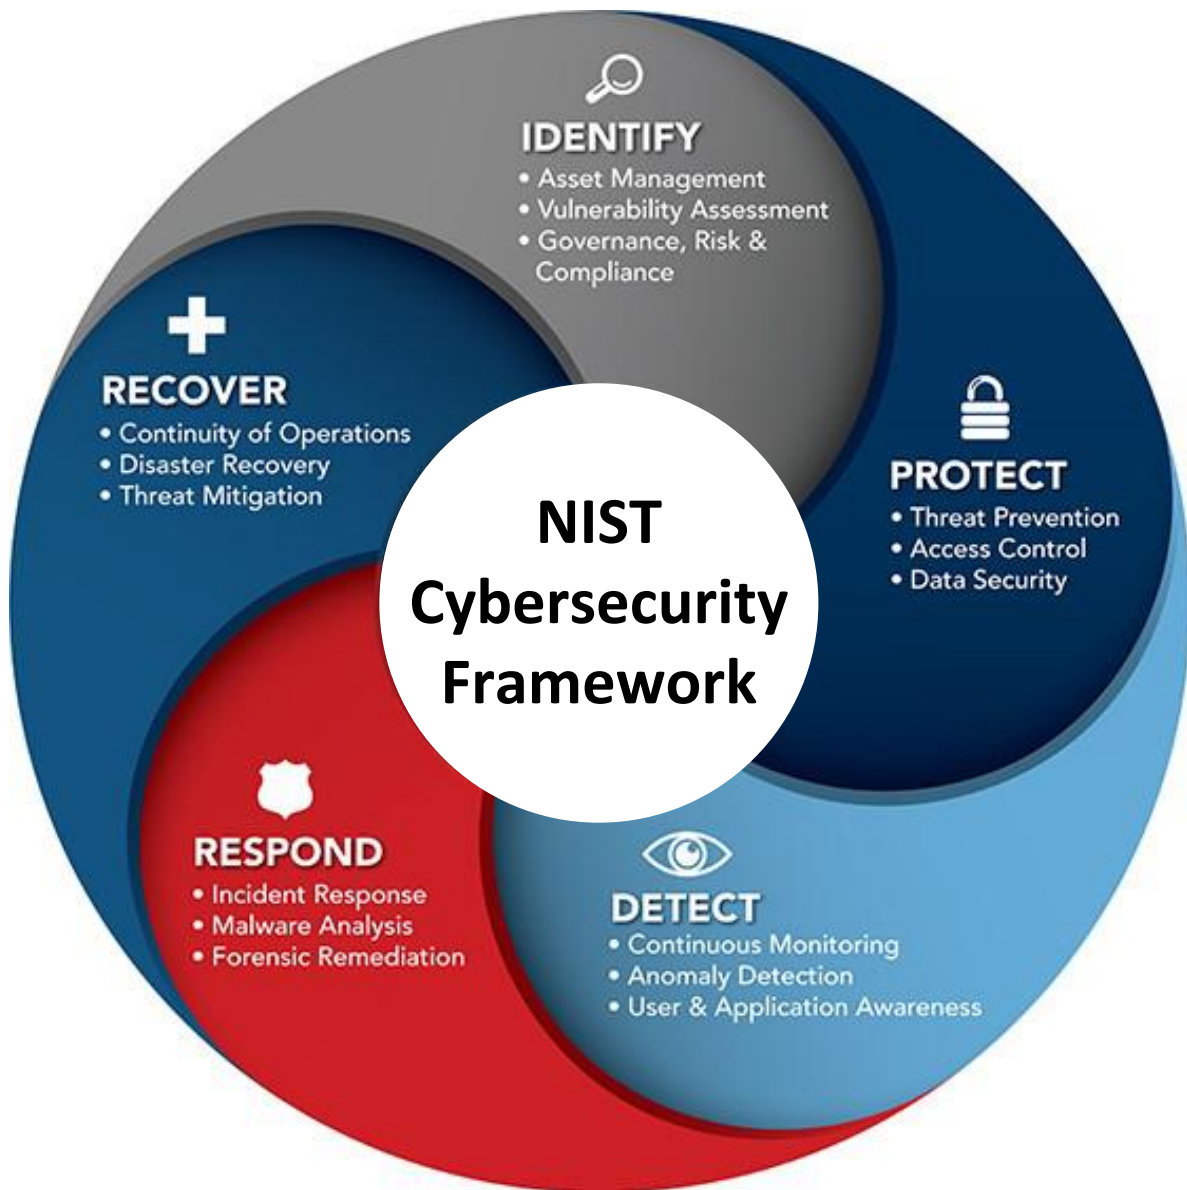 IDENTIFY
• Asset Management
• Vulnerability Assessment
• Governance, Risk &
Compliance
PROTECT
• Threat Prevention
• Access Control
• Data Security
DETECT
• Continuous Monitoring
• Anomaly Detection
• User & Application Awareness
RESPOND
• Incident Response
• Malware Analysis
• Forensic Remediation
RECOVER
• Continuity of Operations
• Disaster Recovery
• Threat Mitigation
NIST
Cybersecurity
Framework